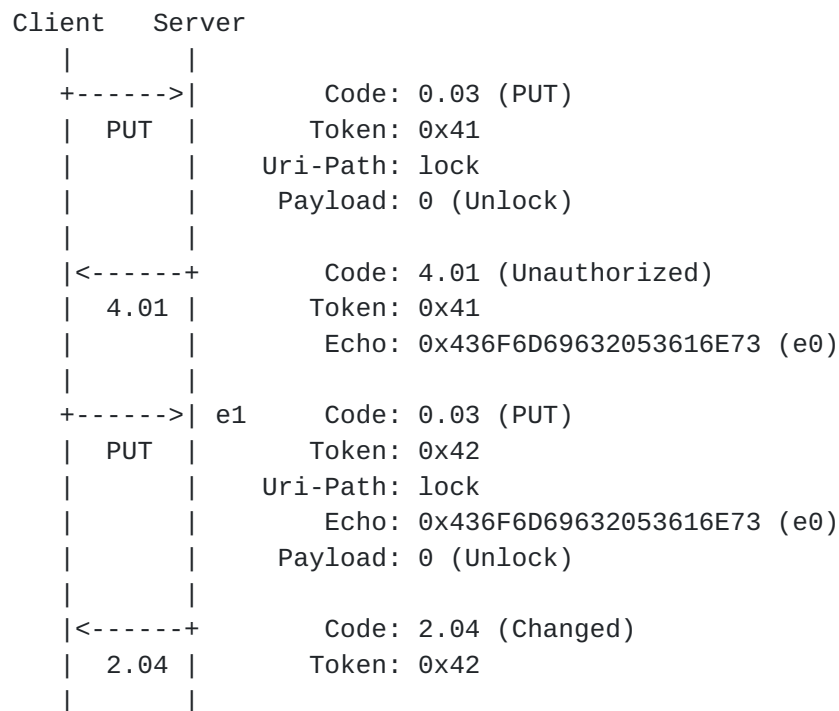 Client   Server
   |       |
   +------>|        Code: 0.03 (PUT)
   |  PUT  |       Token: 0x41
   |       |    Uri-Path: lock
   |       |     Payload: 0 (Unlock)
   |       |
   |<------+        Code: 4.01 (Unauthorized)
   |  4.01 |       Token: 0x41
   |       |        Echo: 0x436F6D69632053616E73 (e0)
   |       |
   +------>| e1     Code: 0.03 (PUT)
   |  PUT  |       Token: 0x42
   |       |    Uri-Path: lock
   |       |        Echo: 0x436F6D69632053616E73 (e0)
   |       |     Payload: 0 (Unlock)
   |       |
   |<------+        Code: 2.04 (Changed)
   |  2.04 |       Token: 0x42
   |       |